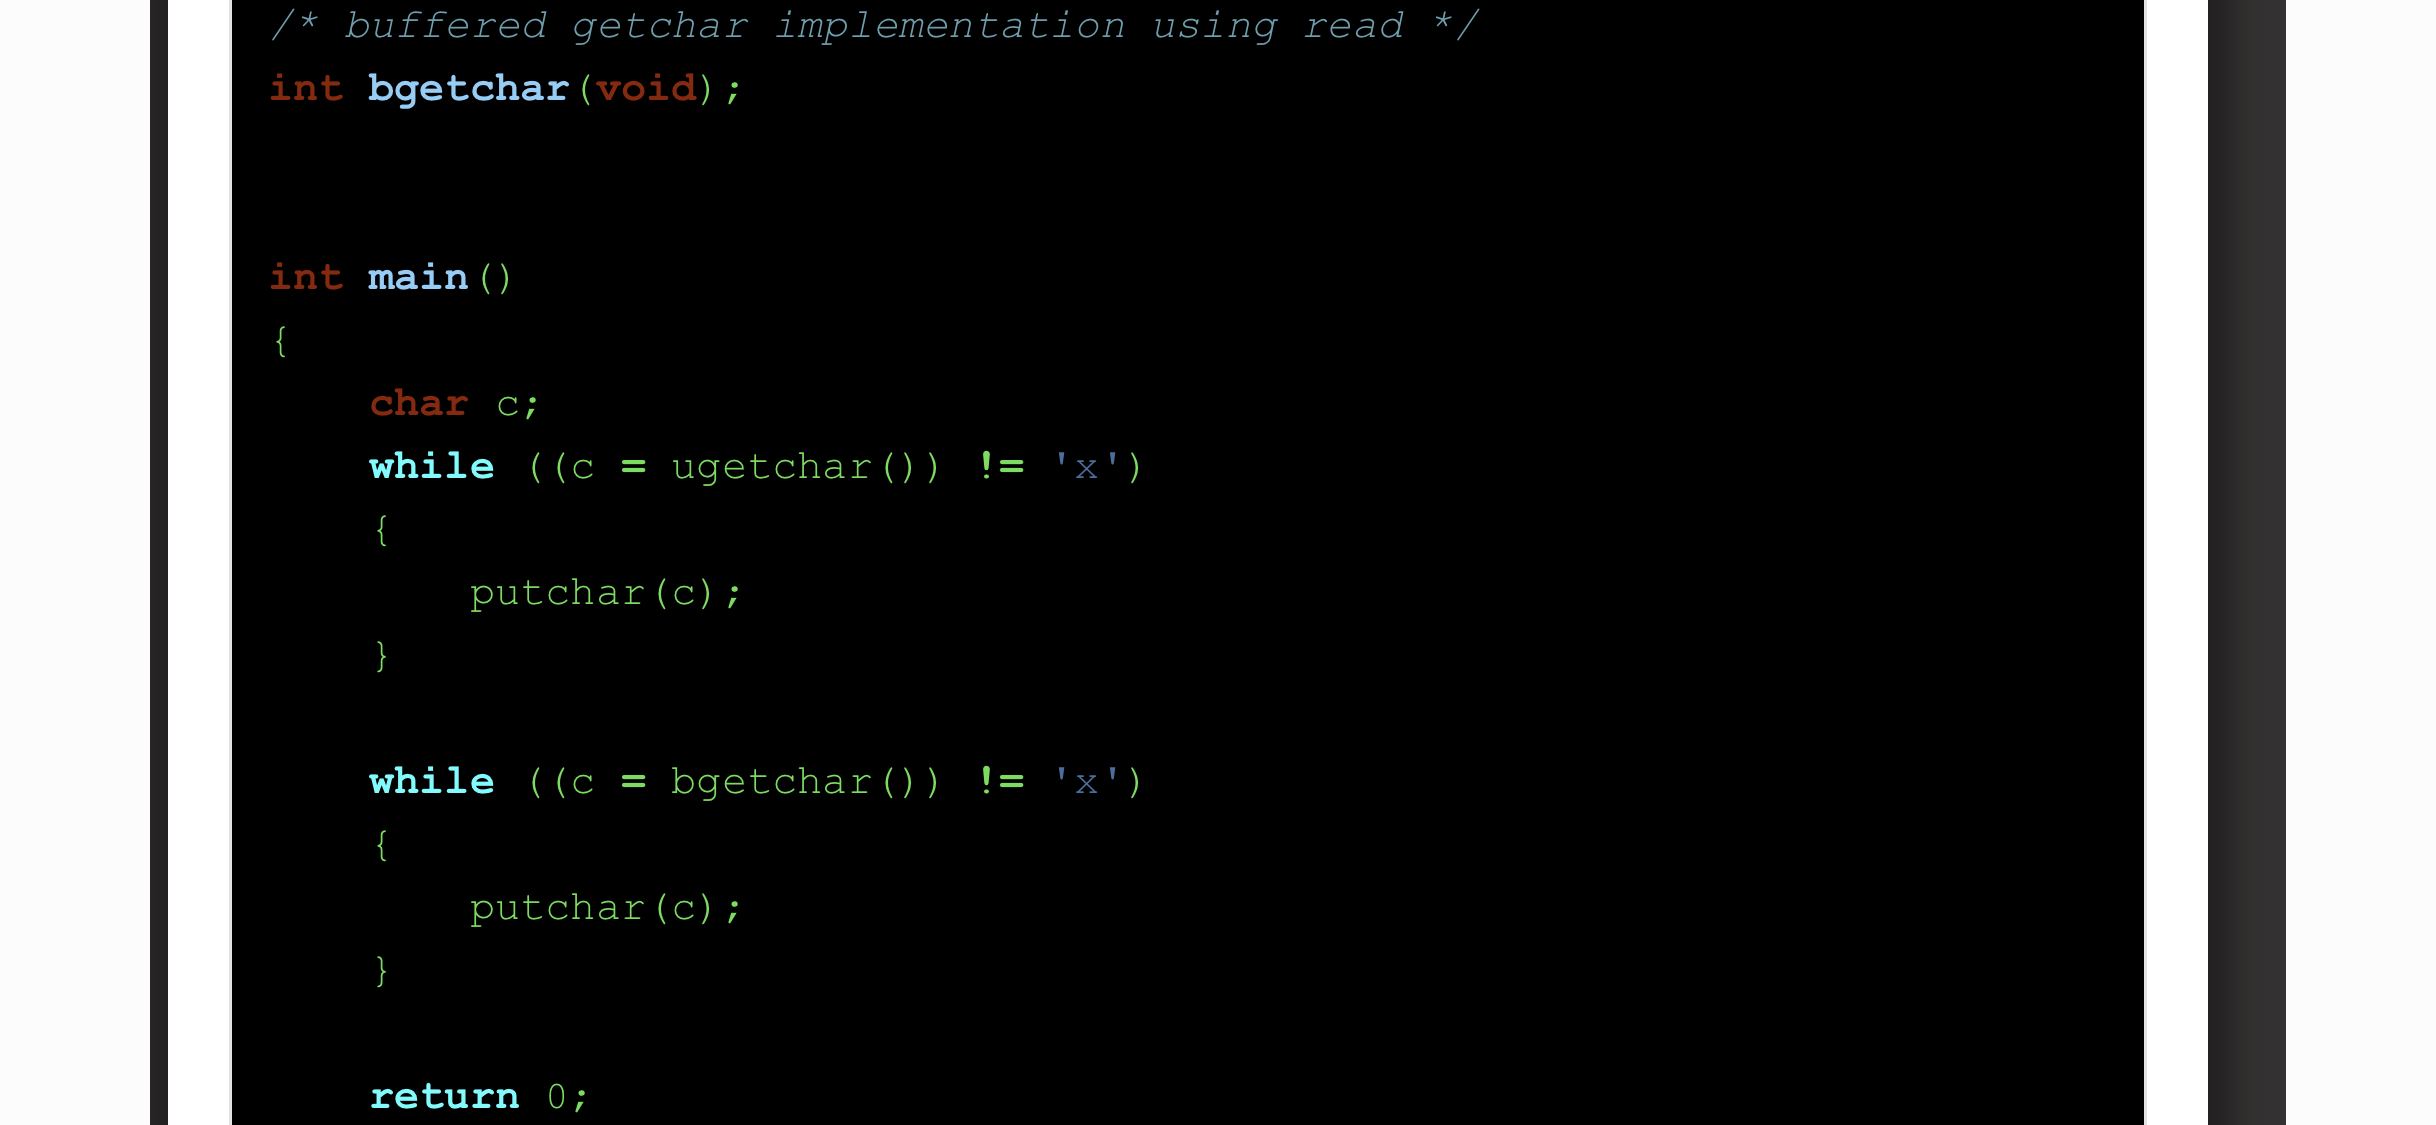 /* buffered getchar implementation using read */
int bgetchar(void);
int main()
{
    char c;
    while ((c = ugetchar()) != 'x')
    {
        putchar(c);
    }
    while ((c = bgetchar()) != 'x')
    {
        putchar(c);
    }
    return 0;